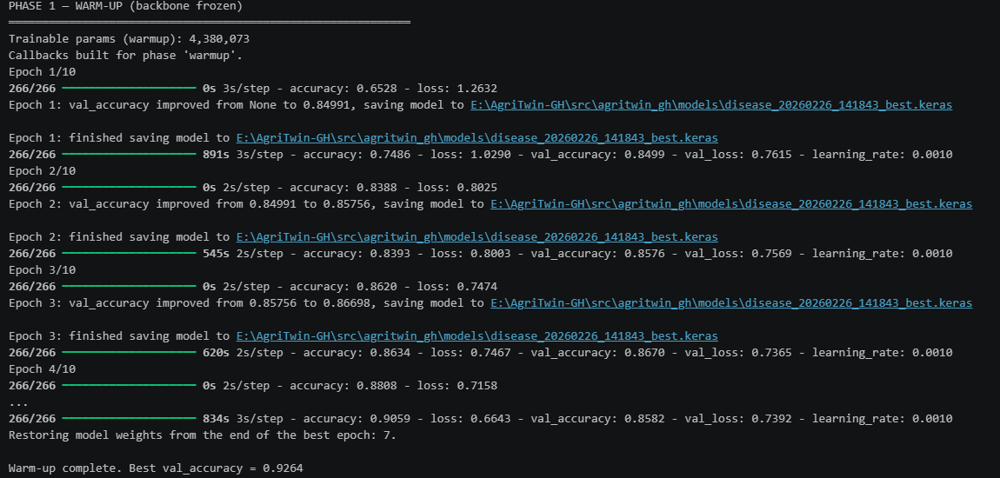 PHASE 1 — WARM-UP (backbone frozen)
════════════════════════════════════════════════════════════
Trainable params (warmup): 4,380,073
Callbacks built for phase 'warmup'.
Epoch 1/10
266/266 ━━━━━━━━━━━━━━━━━━━━ 0s 3s/step - accuracy: 0.6528 - loss: 1.2632
Epoch 1: val_accuracy improved from None to 0.84991, saving model to E:\AgriTwin-GH\src\agritwin_gh\models\disease_20260226_141843_best.keras
Epoch 1: finished saving model to E:\AgriTwin-GH\src\agritwin_gh\models\disease_20260226_141843_best.keras
266/266 ━━━━━━━━━━━━━━━━━━━━ 891s 3s/step - accuracy: 0.7486 - loss: 1.0290 - val_accuracy: 0.8499 - val_loss: 0.7615 - learning_rate: 0.0010
Epoch 2/10
266/266 ━━━━━━━━━━━━━━━━━━━━ 0s 2s/step - accuracy: 0.8388 - loss: 0.8025
Epoch 2: val_accuracy improved from 0.84991 to 0.85756, saving model to E:\AgriTwin-GH\src\agritwin_gh\models\disease_20260226_141843_best.keras
Epoch 2: finished saving model to E:\AgriTwin-GH\src\agritwin_gh\models\disease_20260226_141843_best.keras
266/266 ━━━━━━━━━━━━━━━━━━━━ 545s 2s/step - accuracy: 0.8393 - loss: 0.8003 - val_accuracy: 0.8576 - val_loss: 0.7569 - learning_rate: 0.0010
Epoch 3/10
266/266 ━━━━━━━━━━━━━━━━━━━━ 0s 2s/step - accuracy: 0.8620 - loss: 0.7474
Epoch 3: val_accuracy improved from 0.85756 to 0.86698, saving model to E:\AgriTwin-GH\src\agritwin_gh\models\disease_20260226_141843_best.keras
Epoch 3: finished saving model to E:\AgriTwin-GH\src\agritwin_gh\models\disease_20260226_141843_best.keras
266/266 ━━━━━━━━━━━━━━━━━━━━ 620s 2s/step - accuracy: 0.8634 - loss: 0.7467 - val_accuracy: 0.8670 - val_loss: 0.7365 - learning_rate: 0.0010
Epoch 4/10
266/266 ━━━━━━━━━━━━━━━━━━━━ 0s 2s/step - accuracy: 0.8808 - loss: 0.7158
...
266/266 ━━━━━━━━━━━━━━━━━━━━ 834s 3s/step - accuracy: 0.9059 - loss: 0.6643 - val_accuracy: 0.8582 - val_loss: 0.7392 - learning_rate: 0.0010
Restoring model weights from the end of the best epoch: 7.
Warm-up complete. Best val_accuracy = 0.9264